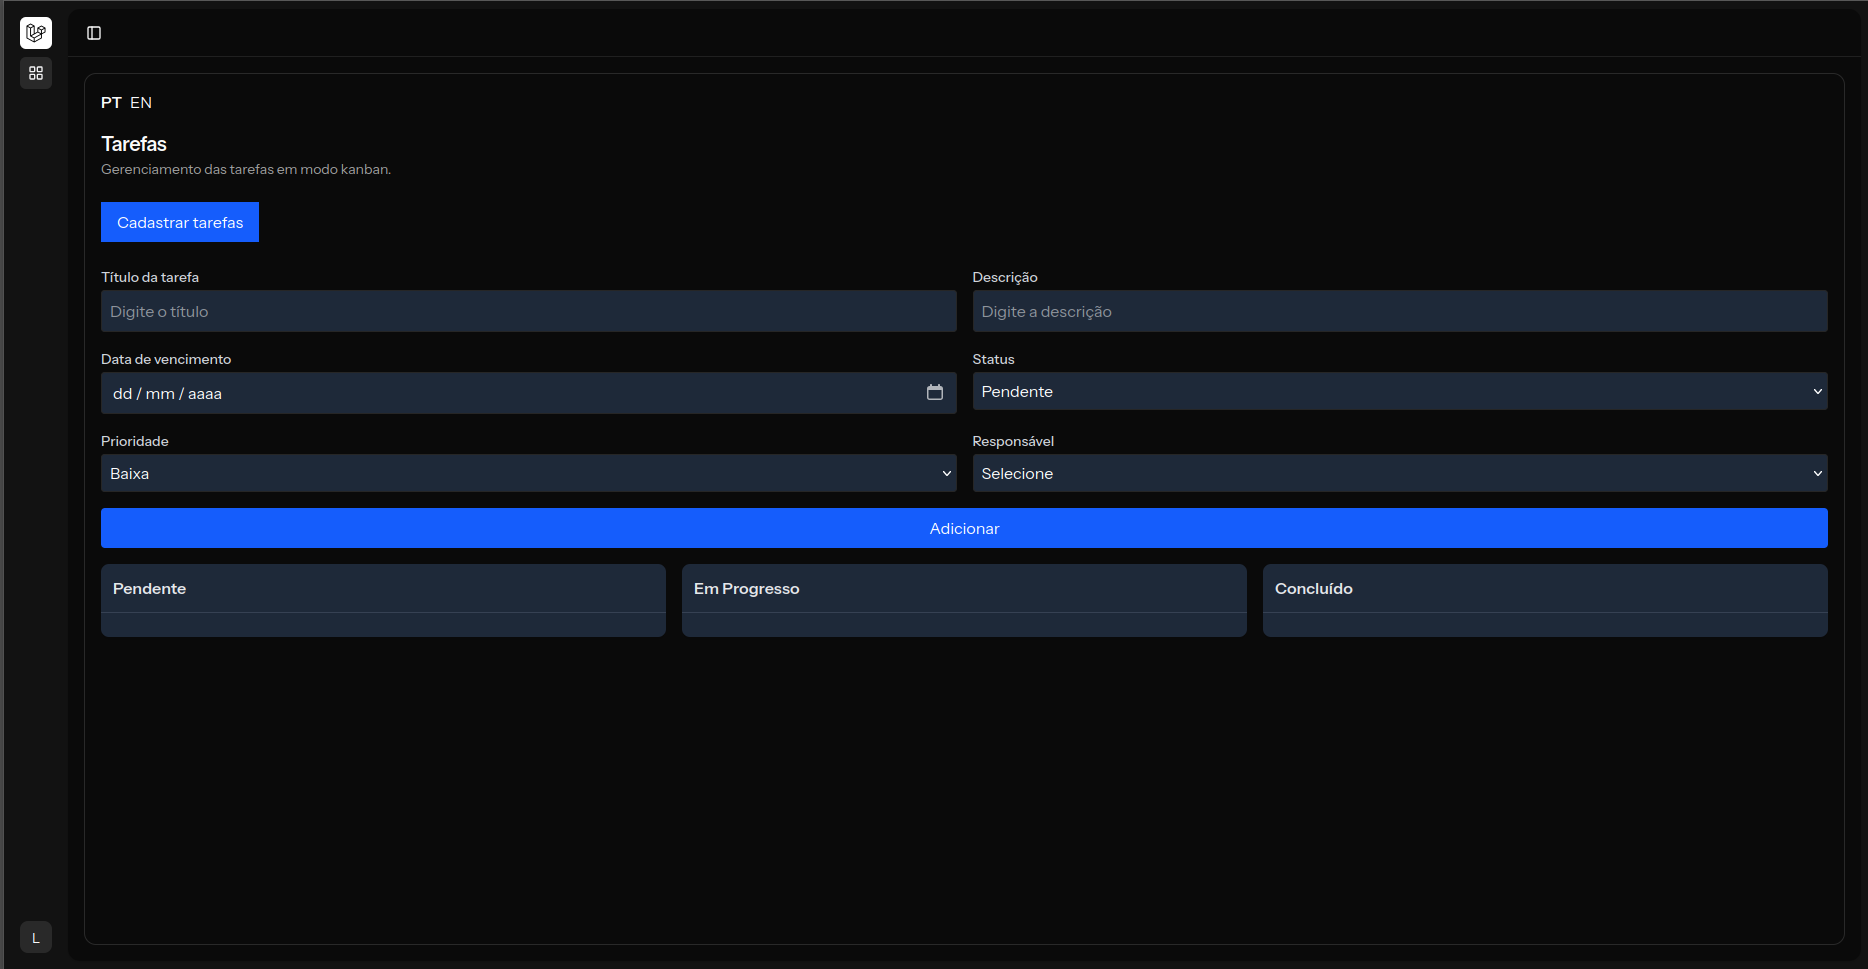 PT EN
Tarefas
Gerenciamento das tarefas em modo kanban.
Cadastrar tarefas
Título da tarefa
Descrição
Digite o título
Digite a descrição
Data de vencimento
Status
dd / mm / aaaa
Pendente
Prioridade
Responsável
Baixa
Selecione
Adicionar
Pendente
Em Progresso
Concluído
L